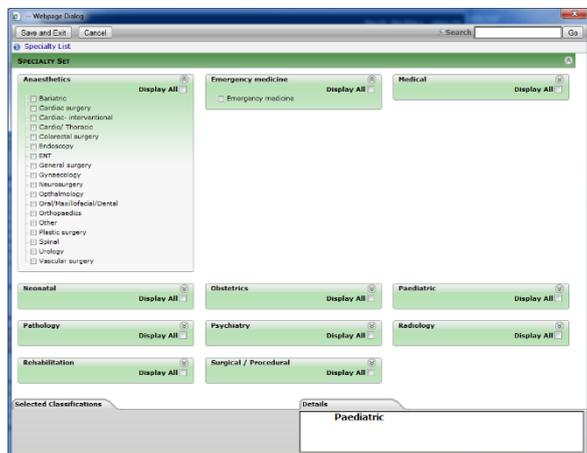 -- Webpage Dialog
Save and Exit Cancel Search Go
Specialty List
SPECIALTY SET
Anaesthetics
Display All
Bariatric
Cardiac surgery
Cardiac- interventional
Cardio/ Thoracic
Colorectal surgery
Endoscopy
ENT
General surgery
Gynaecology
Neurosurgery
Opthalmology
Oral/Maxillofacial/Dental
Orthopaedics
Other
Plastic surgery
Spinal
Urology
Vascular surgery
Emergency medicine
Display All
Emergency medicine
Medical
Display All
Neonatal
Display All
Obstetrics
Display All
Paediatric
Display All
Pathology
Display All
Psychiatry
Display All
Radiology
Display All
Rehabilitation
Display All
Surgical / Procedural
Display All
Selected Classifications
Details
Paediatric